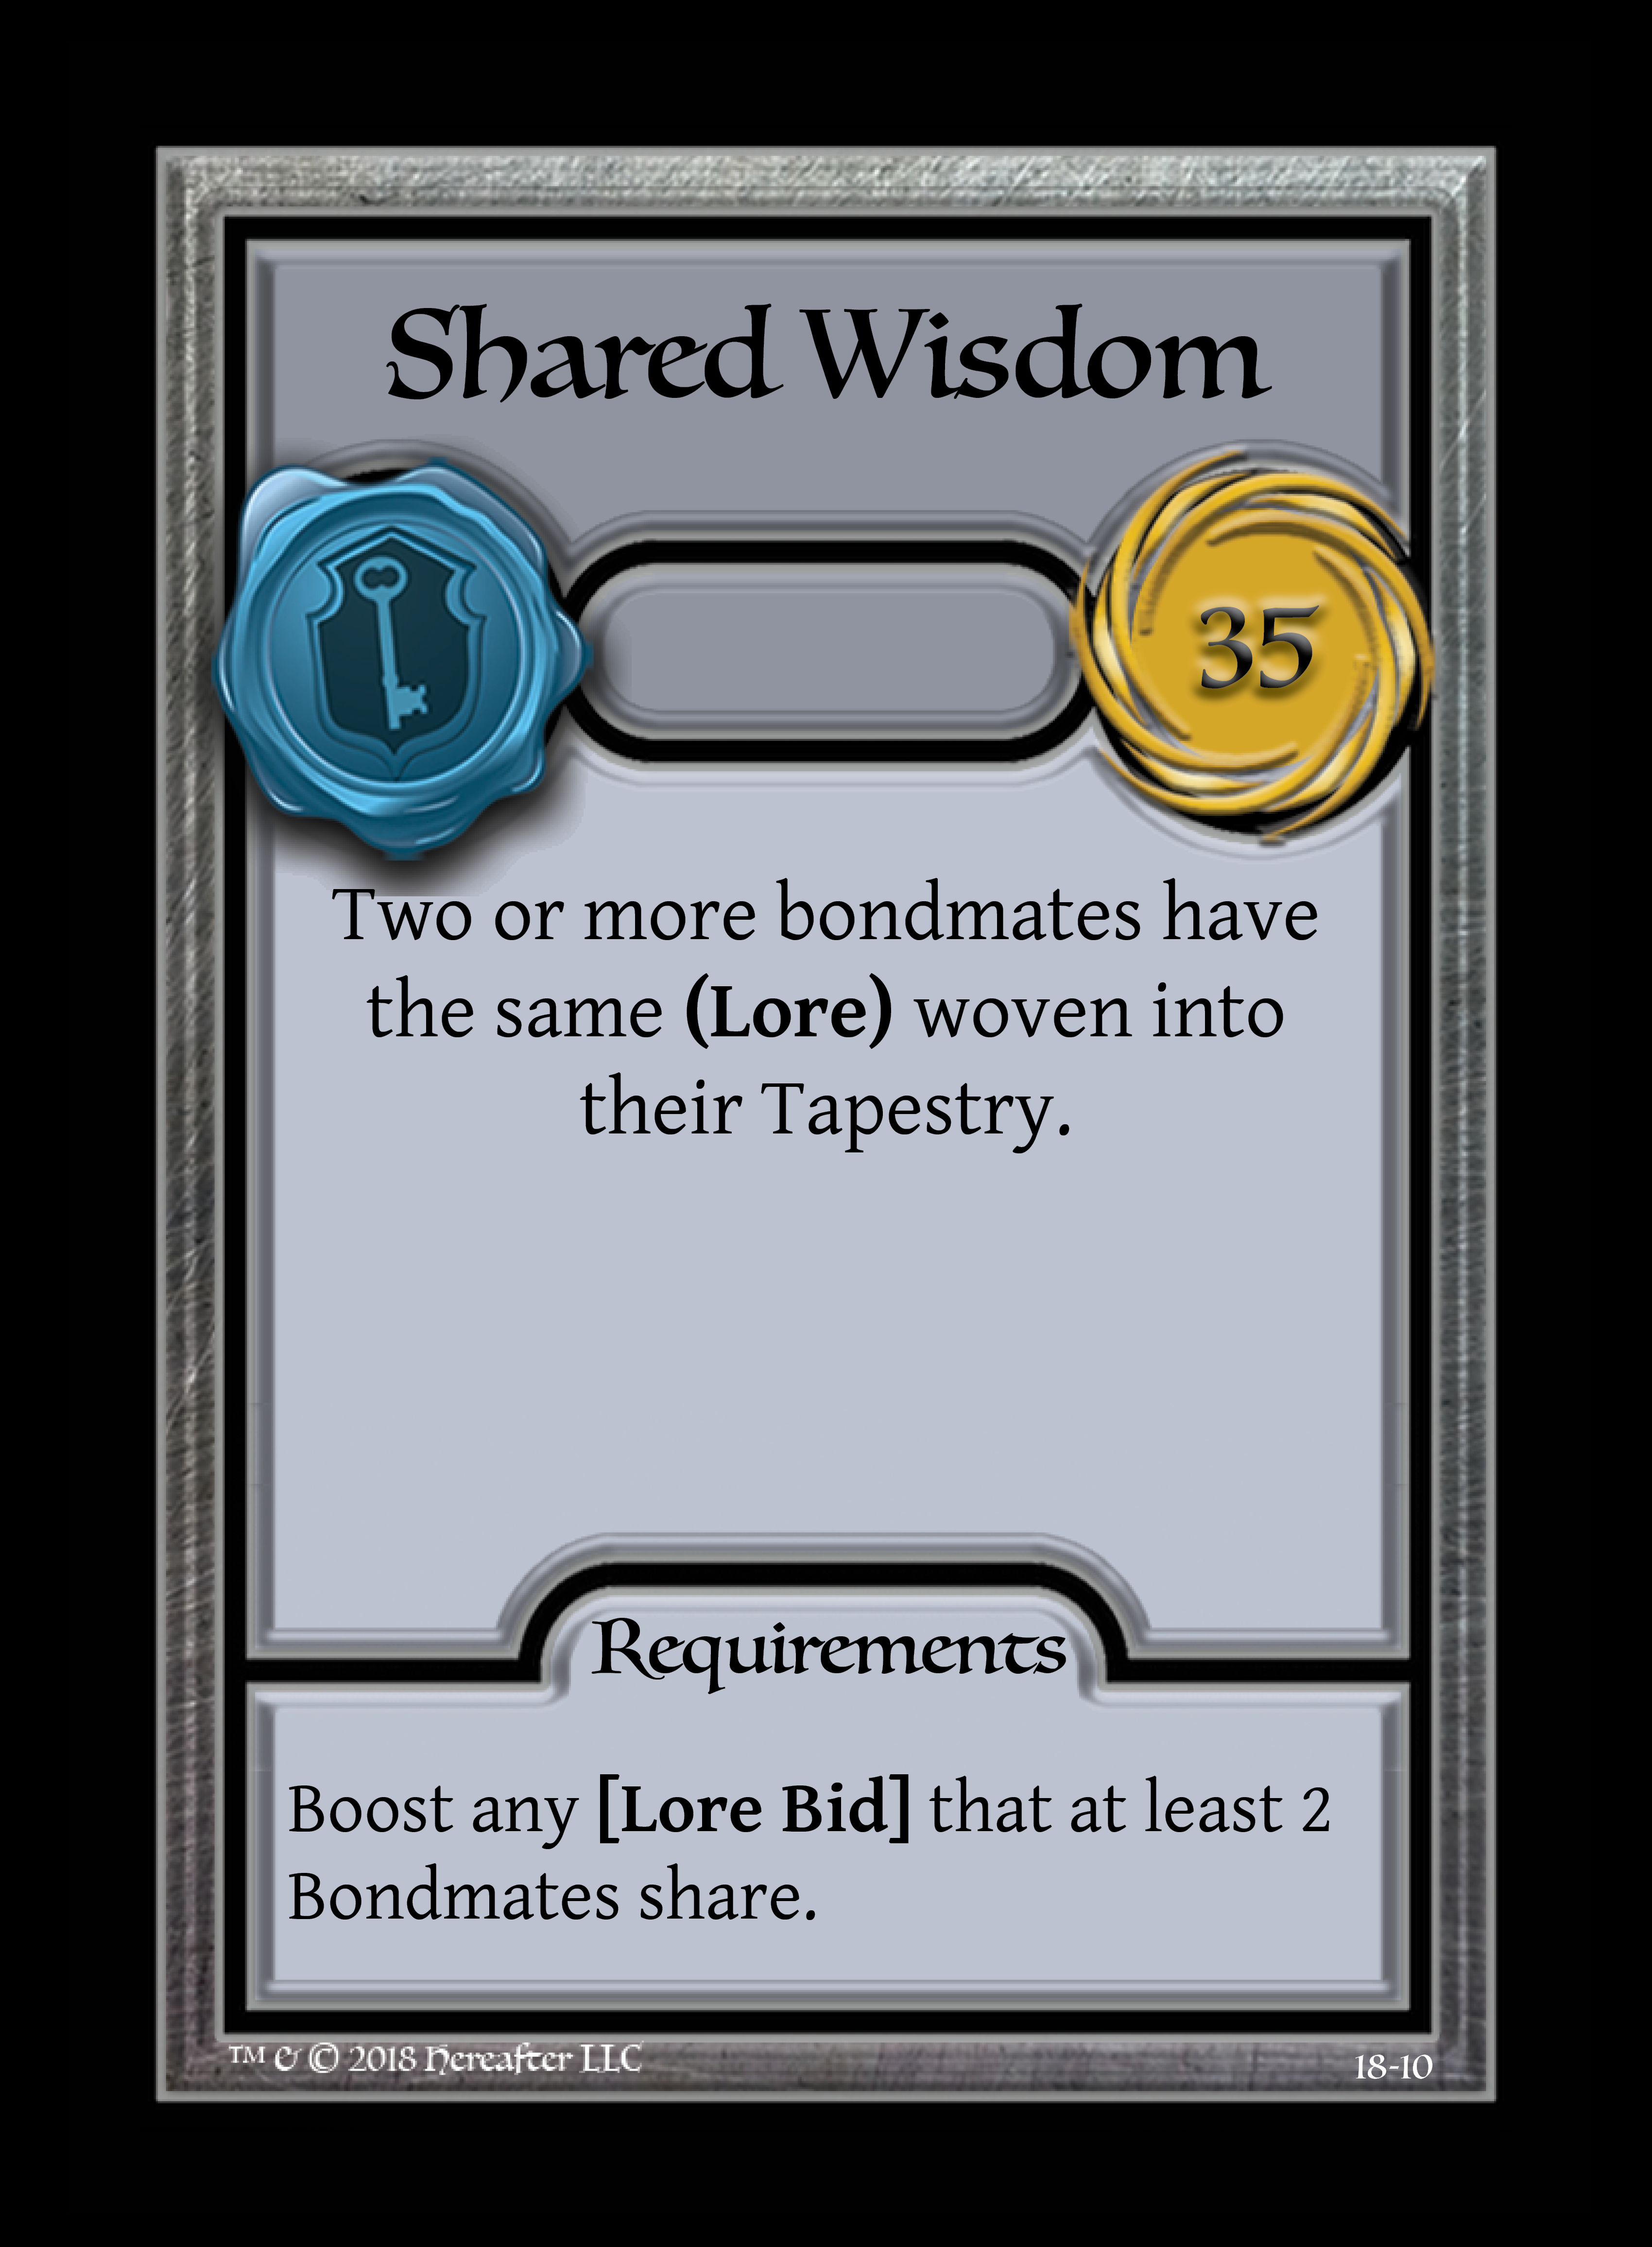 Shared Wisdom
35
Two or more bondmates have
the same (Lore) woven into
their Tapestry.
Requirements
Boost any [Lore Bid] that at least 2
Bondmates share.
™ & © 2018 Hereafter LLC
18-10